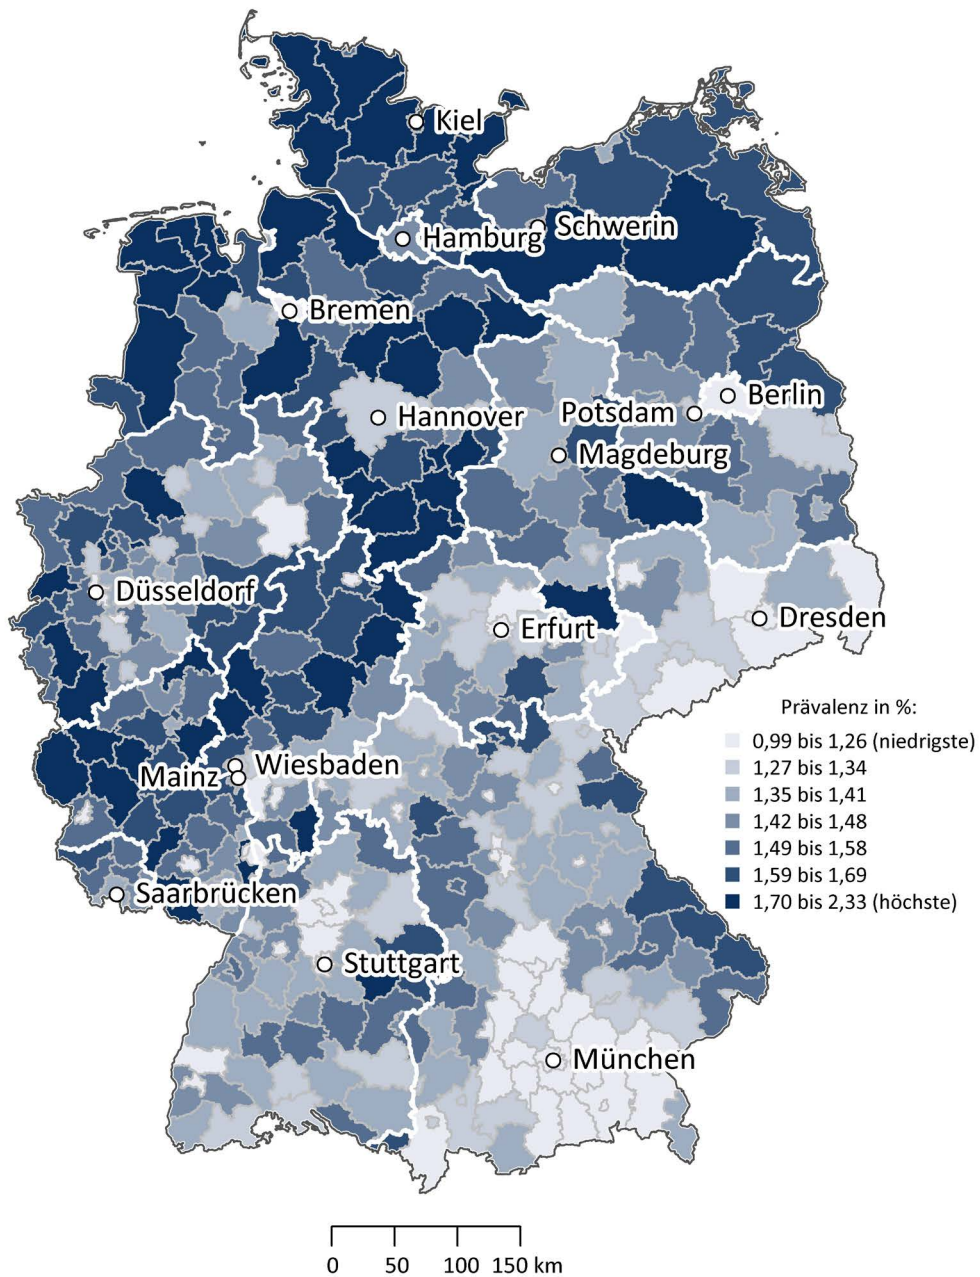 Kiel
Schwerin
Hamburg
Bremen
Berlin
Hannover
Potsdam
Magdeburg
Düsseldorf
Erfurt
Dresden
Wiesbaden
Mainz
Saarbrücken
Stuttgart
München
Prävalenz in %:
0,99 bis 1,26 (niedrigste)
1,27 bis 1,34
1,35 bis 1,41
1,42 bis 1,48
1,49 bis 1,58
1,59 bis 1,69
1,70 bis 2,33 (höchste)
0 50 100 150 km